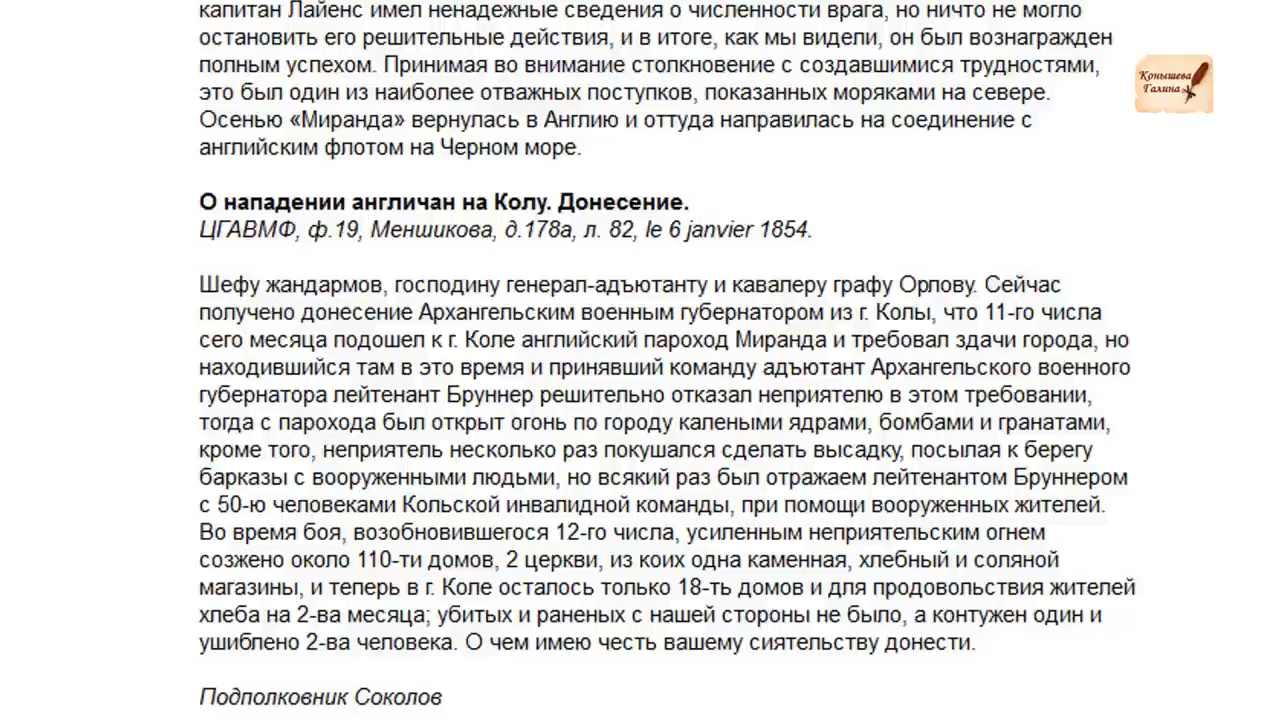 капитан Лайенс имел ненадежные сведения о численности врага, но ничто не могло
остановить его решительные действия, и в итоге, как мы видели, он был вознагражден
полным успехом. Принимая во внимание столкновение с создавшимися трудностями,
это был один из наиболее отважных поступков, показанных моряками на севере.
Осенью «Миранда» вернулась в Англию и оттуда направилась на соединение с
английским флотом на Черном море.
Конышева
Галина
О нападении англичан на Колу. Донесение.
ЦГАВМФ, ф.19, Меншикова, д.178а, л. 82, le 6 janvier 1854.
Шефу жандармов, господину генерал-адъютанту и кавалеру графу Орлову. Сейчас
получено донесение Архангельским военным губернатором из г. Колы, что 11-го числа
сего месяца подошел к г. Коле английский пароход Миранда и требовал здачи города, но
находившийся там в это время и принявший команду адъютант Архангельского военного
губернатора лейтенант Бруннер решительно отказал неприятелю в этом требовании,
тогда с парохода был открыт огонь по городу калеными ядрами, бомбами и гранатами,
кроме того, неприятель несколько раз покушался сделать высадку, посылая к берегу
барказы с вооруженными людьми, но всякий раз был отражаем лейтенантом Бруннером
с 50-ю человеками Кольской инвалидной команды, при помощи вооруженных жителей.
Во время боя, возобновившегося 12-го числа, усиленным неприятельским огнем
созжено около 110-ти домов, 2 церкви, из коих одна каменная, хлебный и соляной
магазины, и теперь в г. Коле осталось только 18-ть домов и для продовольствия жителей
хлеба на 2-ва месяца; убитых и раненых с нашей стороны не было, а контужен один и
ушиблено 2-ва человека. О чем имею честь вашему сиятельству донести.
Подполковник Соколов